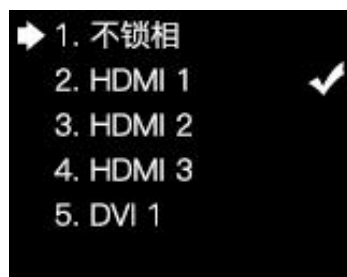 1. 不锁相
2. HDMI 1
3. HDMI 2
4. HDMI 3
5. DVI 1